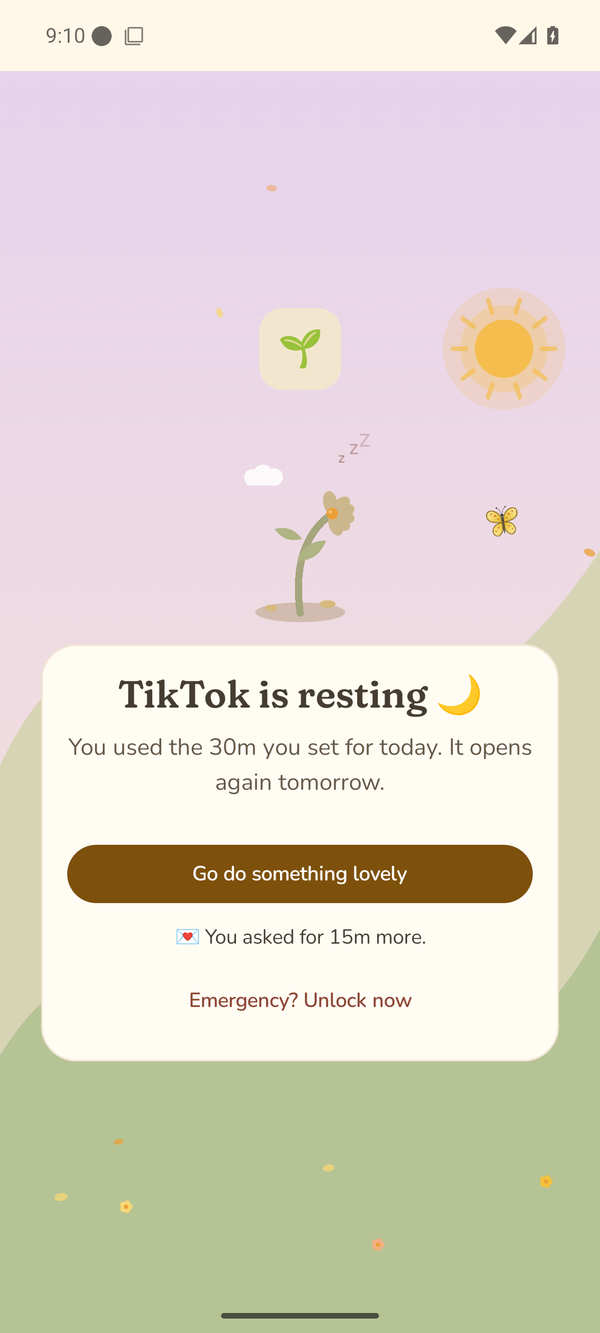 9:10
z z Z
TikTok is resting 🌙
You used the 30m you set for today. It opens
again tomorrow.
Go do something lovely
💌 You asked for 15m more.
Emergency? Unlock now